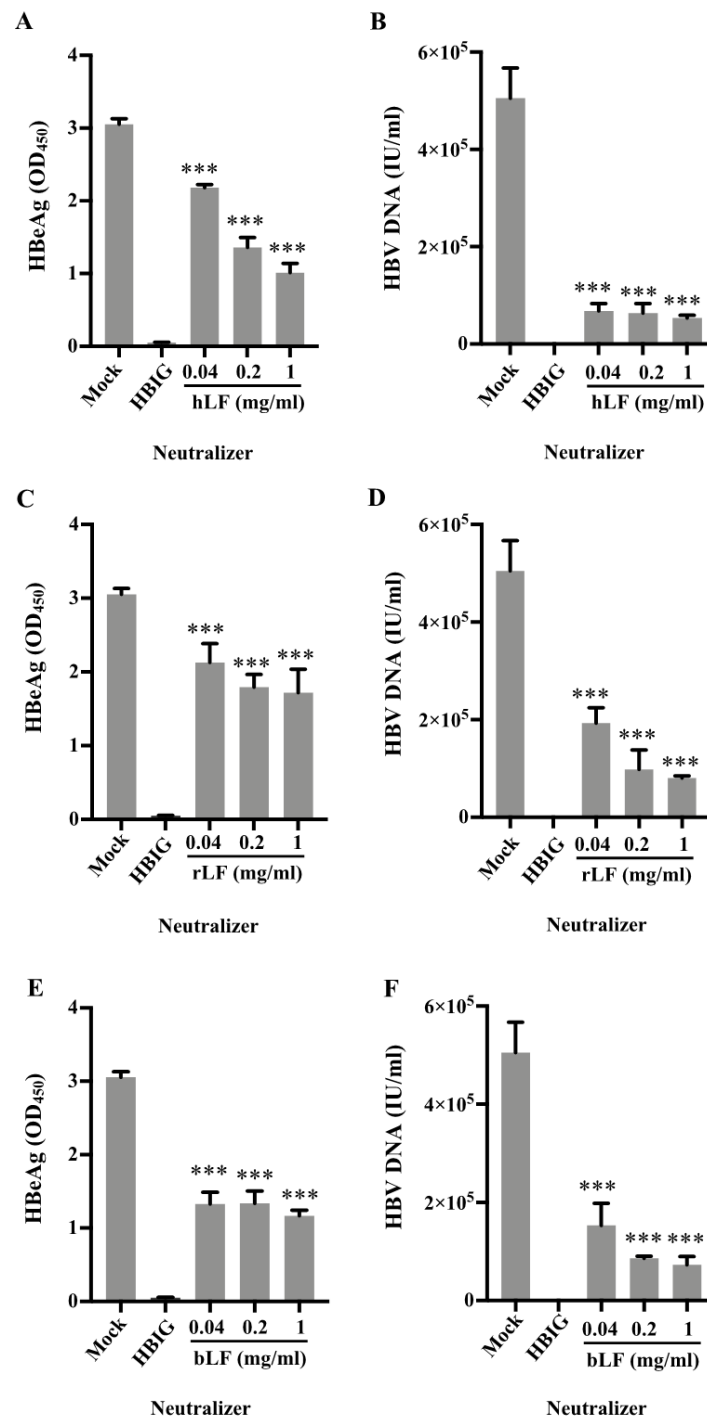 A
HBeAg (OD450)
4
3
2
1
0
***
***
***
Mock
HBIG
0.04 0.2 1
hLF (mg/ml)
Neutralizer
B
HBV DNA (IU/ml)
6×10⁵
4×10⁵
2×10⁵
0
***
***
***
Mock
HBIG
0.04 0.2 1
hLF (mg/ml)
Neutralizer
C
HBeAg (OD450)
4
3
2
1
0
***
***
***
Mock
HBIG
0.04 0.2 1
rLF (mg/ml)
Neutralizer
D
HBV DNA (IU/ml)
6×10⁵
4×10⁵
2×10⁵
0
***
***
***
Mock
HBIG
0.04 0.2 1
rLF (mg/ml)
Neutralizer
E
HBeAg (OD450)
4
3
2
1
0
***
***
***
Mock
HBIG
0.04 0.2 1
bLF (mg/ml)
Neutralizer
F
HBV DNA (IU/ml)
6×10⁵
4×10⁵
2×10⁵
0
***
***
***
Mock
HBIG
0.04 0.2 1
bLF (mg/ml)
Neutralizer